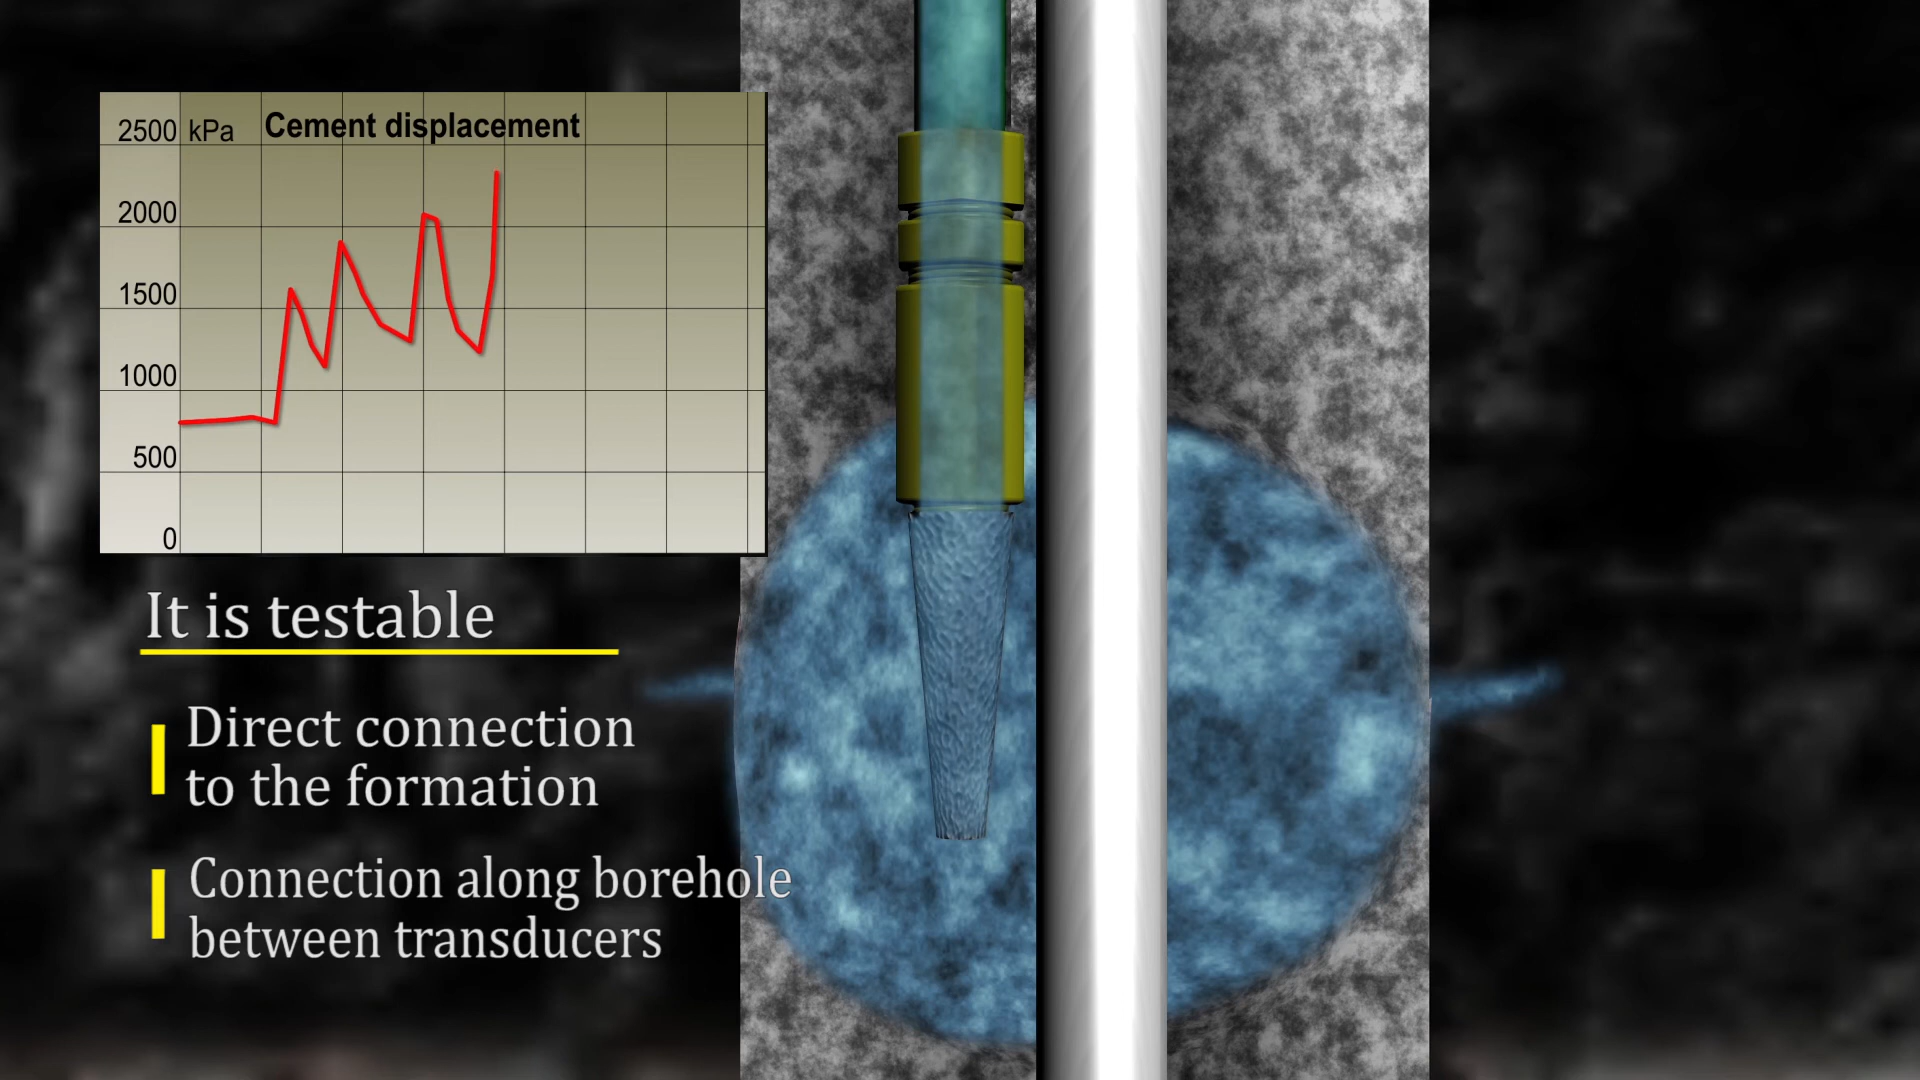 Cement displacement
2500 kPa
2000
1500
1000
500
0
It is testable
Direct connection
to the formation
Connection along borehole
between transducers